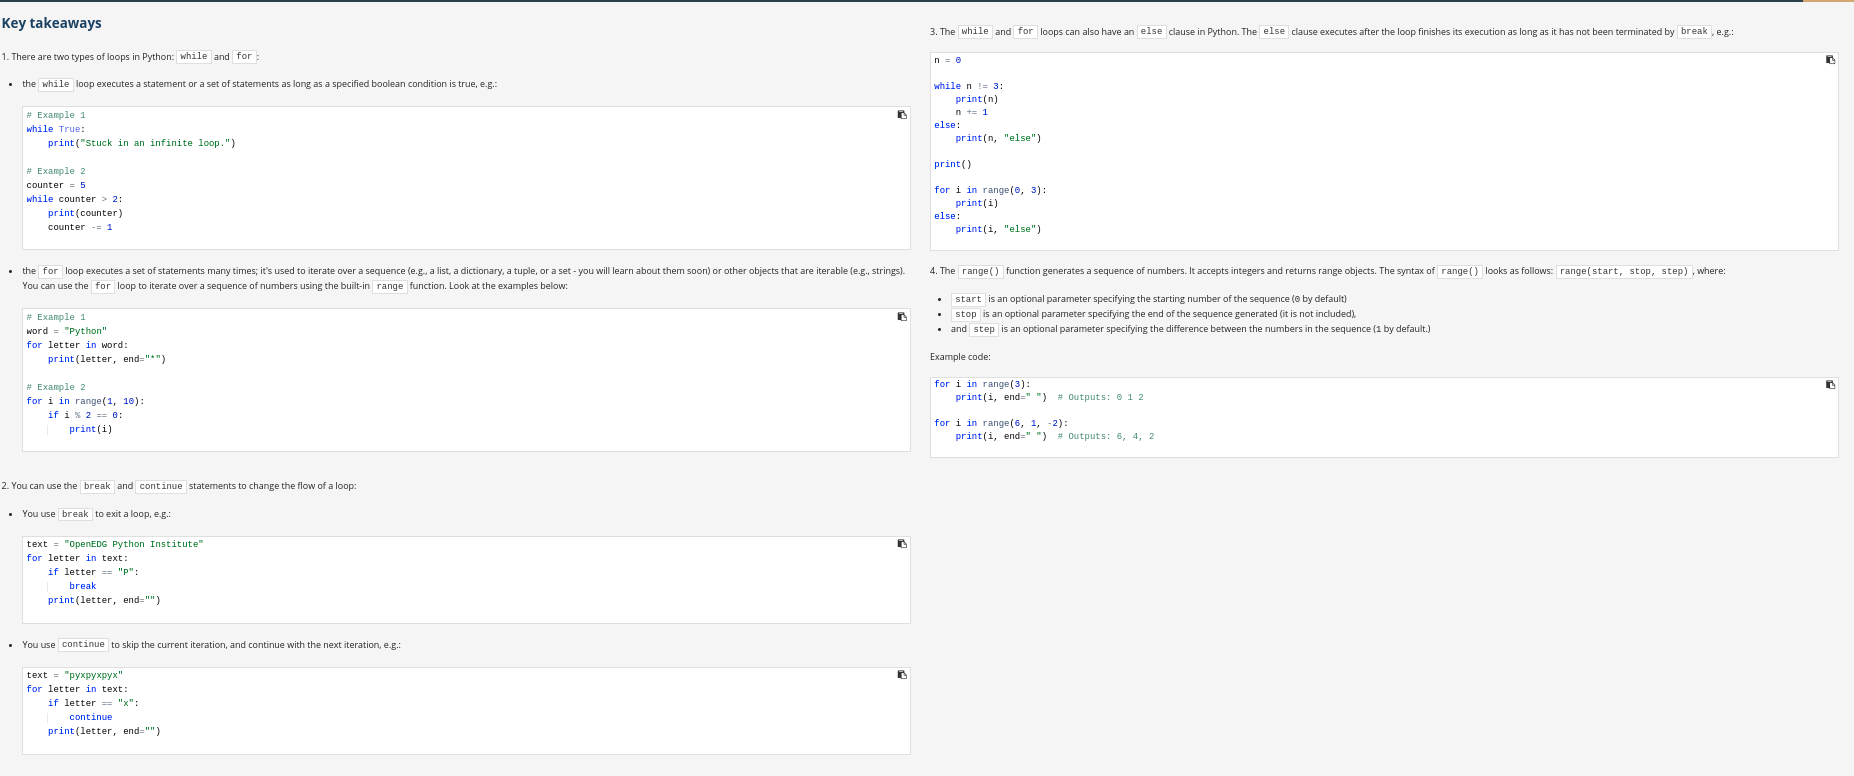 Key takeaways
1. There are two types of loops in Python: while and for:
the while loop executes a statement or a set of statements as long as a specified boolean condition is true, e.g.:
# Example 1
while True:
    print("Stuck in an infinite loop.")
# Example 2
counter = 5
while counter > 2:
    print(counter)
    counter -= 1
the for loop executes a set of statements many times; it's used to iterate over a sequence (e.g., a list, a dictionary, a tuple, or a set - you will learn about them soon) or other objects that are iterable (e.g., strings).
You can use the for loop to iterate over a sequence of numbers using the built-in range function. Look at the examples below:
# Example 1
word = "Python"
for letter in word:
    print(letter, end="*")
# Example 2
for i in range(1, 10):
    if i % 2 == 0:
        print(i)
2. You can use the break and continue statements to change the flow of a loop:
You use break to exit a loop, e.g.:
text = "OpenEDG Python Institute"
for letter in text:
    if letter == "P":
        break
    print(letter, end="")
You use continue to skip the current iteration, and continue with the next iteration, e.g.:
text = "pyxpyxpyx"
for letter in text:
    if letter == "x":
        continue
    print(letter, end="")
3. The while and for loops can also have an else clause in Python. The else clause executes after the loop finishes its execution as long as it has not been terminated by break, e.g.:
n = 0
while n != 3:
    print(n)
    n += 1
else:
    print(n, "else")
print()
for i in range(0, 3):
    print(i)
else:
    print(i, "else")
4. The range() function generates a sequence of numbers. It accepts integers and returns range objects. The syntax of range() looks as follows: range(start, stop, step), where:
start is an optional parameter specifying the starting number of the sequence (0 by default)
stop is an optional parameter specifying the end of the sequence generated (it is not included),
and step is an optional parameter specifying the difference between the numbers in the sequence (1 by default.)
Example code:
for i in range(3):
    print(i, end=" ")  # Outputs: 0 1 2
for i in range(6, 1, -2):
    print(i, end=" ")  # Outputs: 6, 4, 2